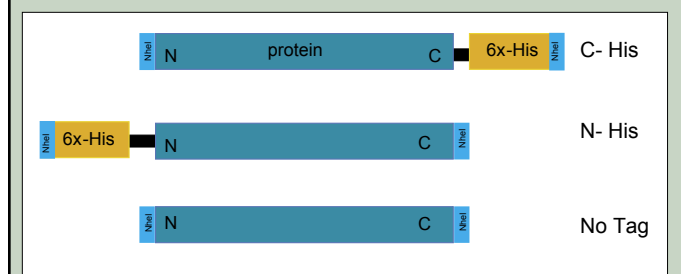 NheI N protein C 6x-His NheI C- His
NheI 6x-His N C NheI N- His
NheI N C NheI No Tag